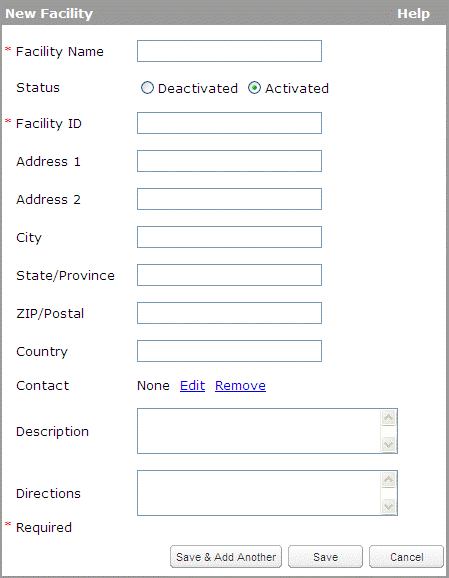 New Facility Help
* Facility Name
Status Deactivated Activated
* Facility ID
Address 1
Address 2
City
State/Province
ZIP/Postal
Country
Contact None Edit Remove
Description
Directions
* Required
Save & Add Another Save Cancel